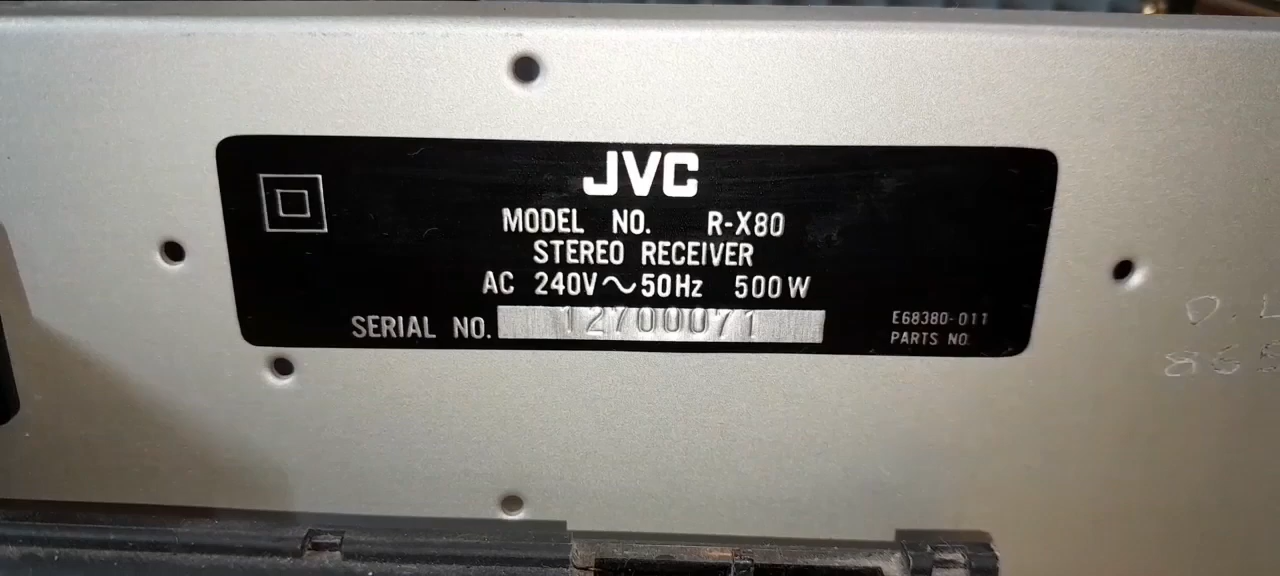 JVC
MODEL NO. R-X80
STEREO RECEIVER
AC 240V~50Hz 500W
SERIAL NO. 12700071
E68380-011
PARTS NO